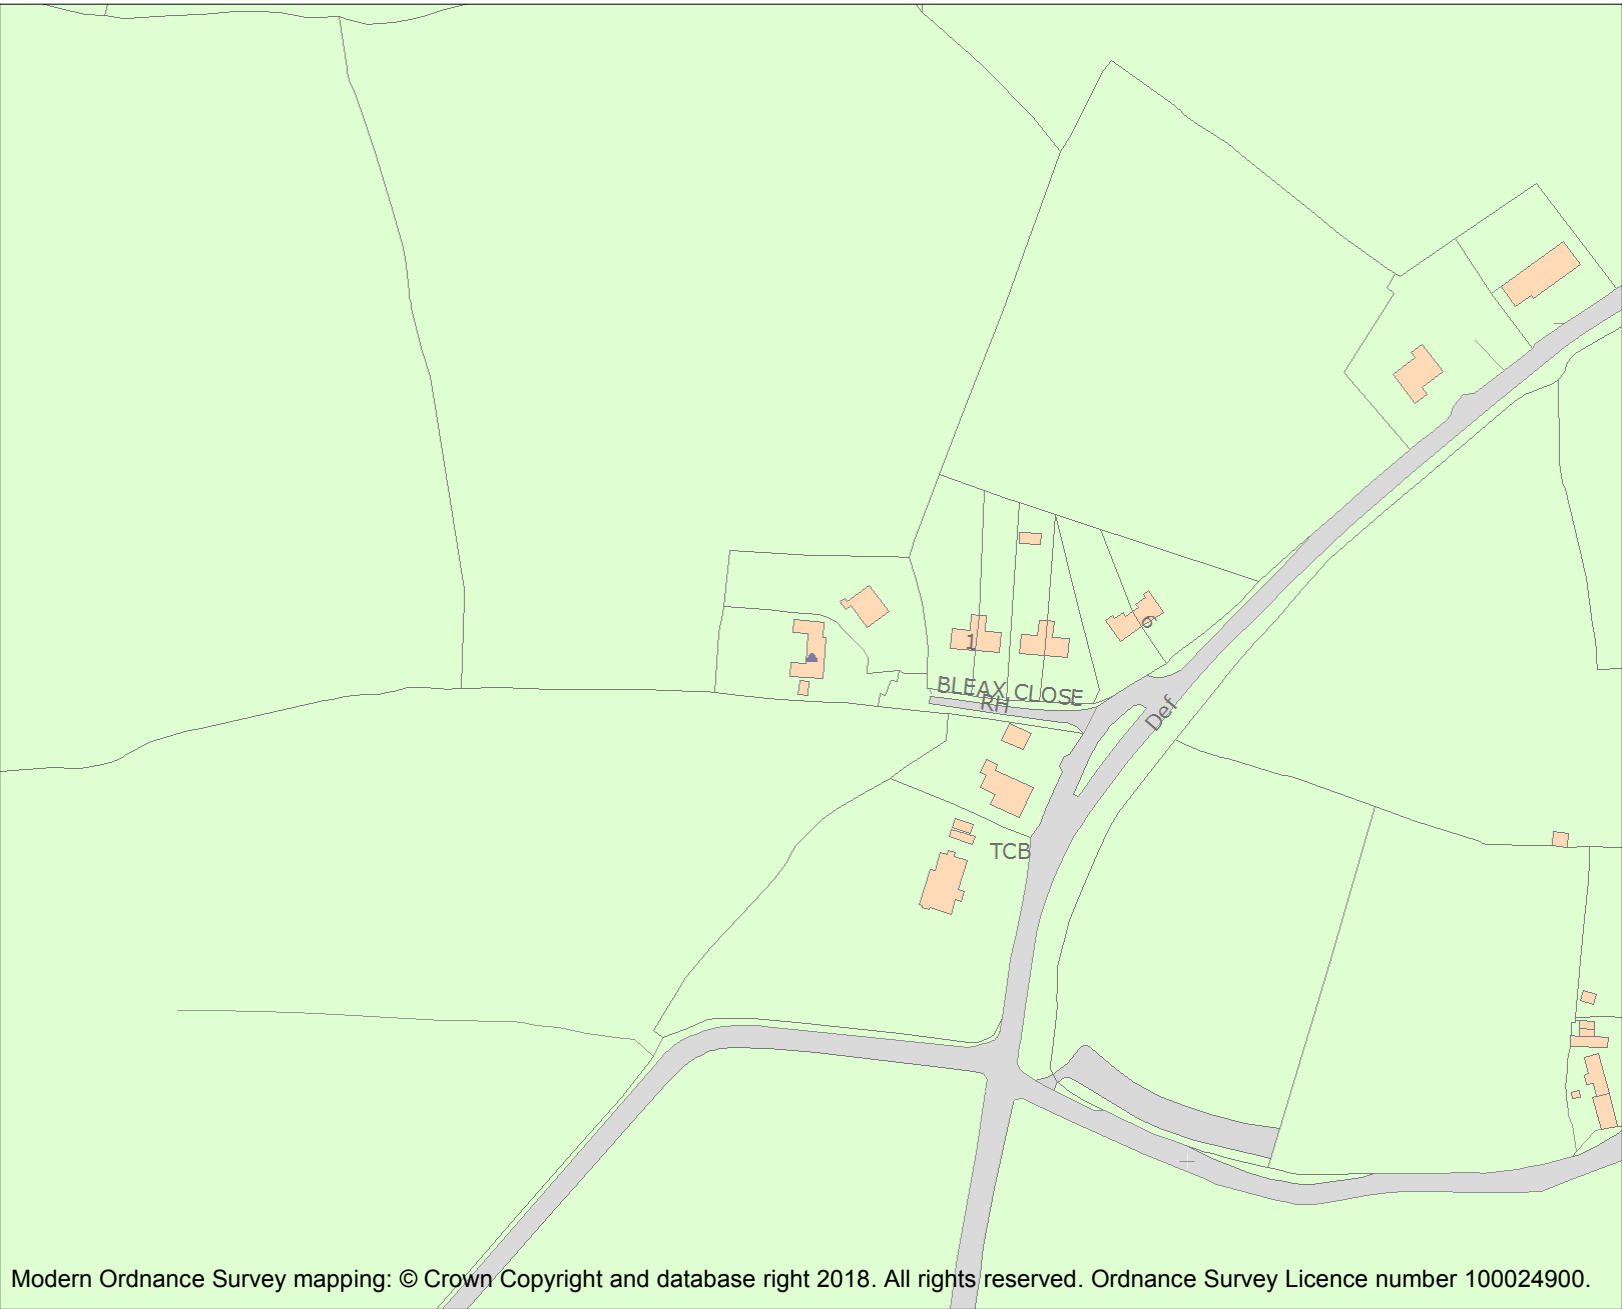 1
6
BLEAX CLOSE
RH
Def
TCB
Modern Ordnance Survey mapping: © Crown Copyright and database right 2018. All rights reserved. Ordnance Survey Licence number 100024900.